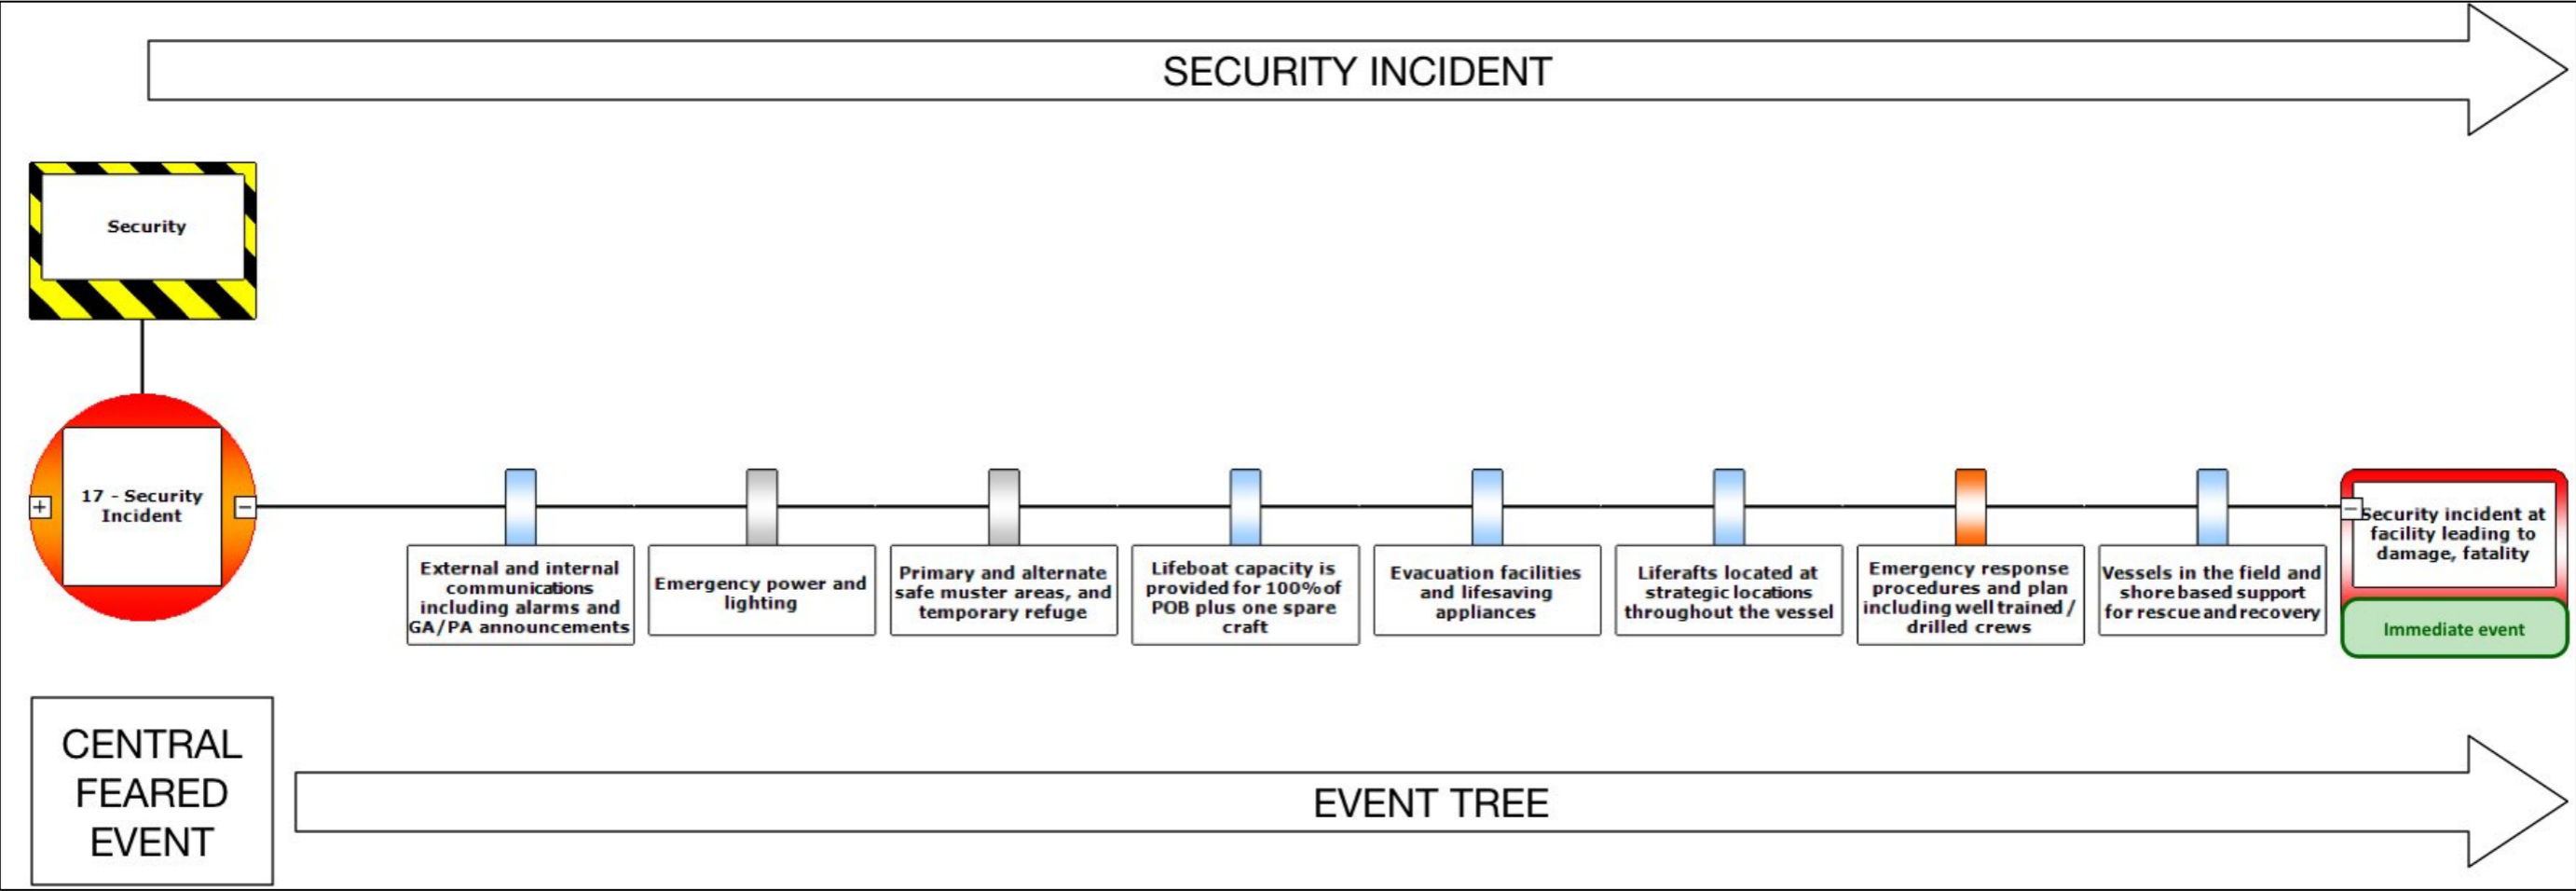 SECURITY INCIDENT
Security
17 - Security
Incident
External and internal
communications
including alarms and
GA/PA announcements
Emergency power and
lighting
Primary and alternate
safe muster areas, and
temporary refuge
Lifeboat capacity is
provided for 100% of
POB plus one spare
craft
Evacuation facilities
and lifesaving
appliances
Liferafts located at
strategic locations
throughout the vessel
Emergency response
procedures and plan
including well trained /
drilled crews
Vessels in the field and
shore based support
for rescue and recovery
Security incident at
facility leading to
damage, fatality
Immediate event
CENTRAL
FEARED
EVENT
EVENT TREE